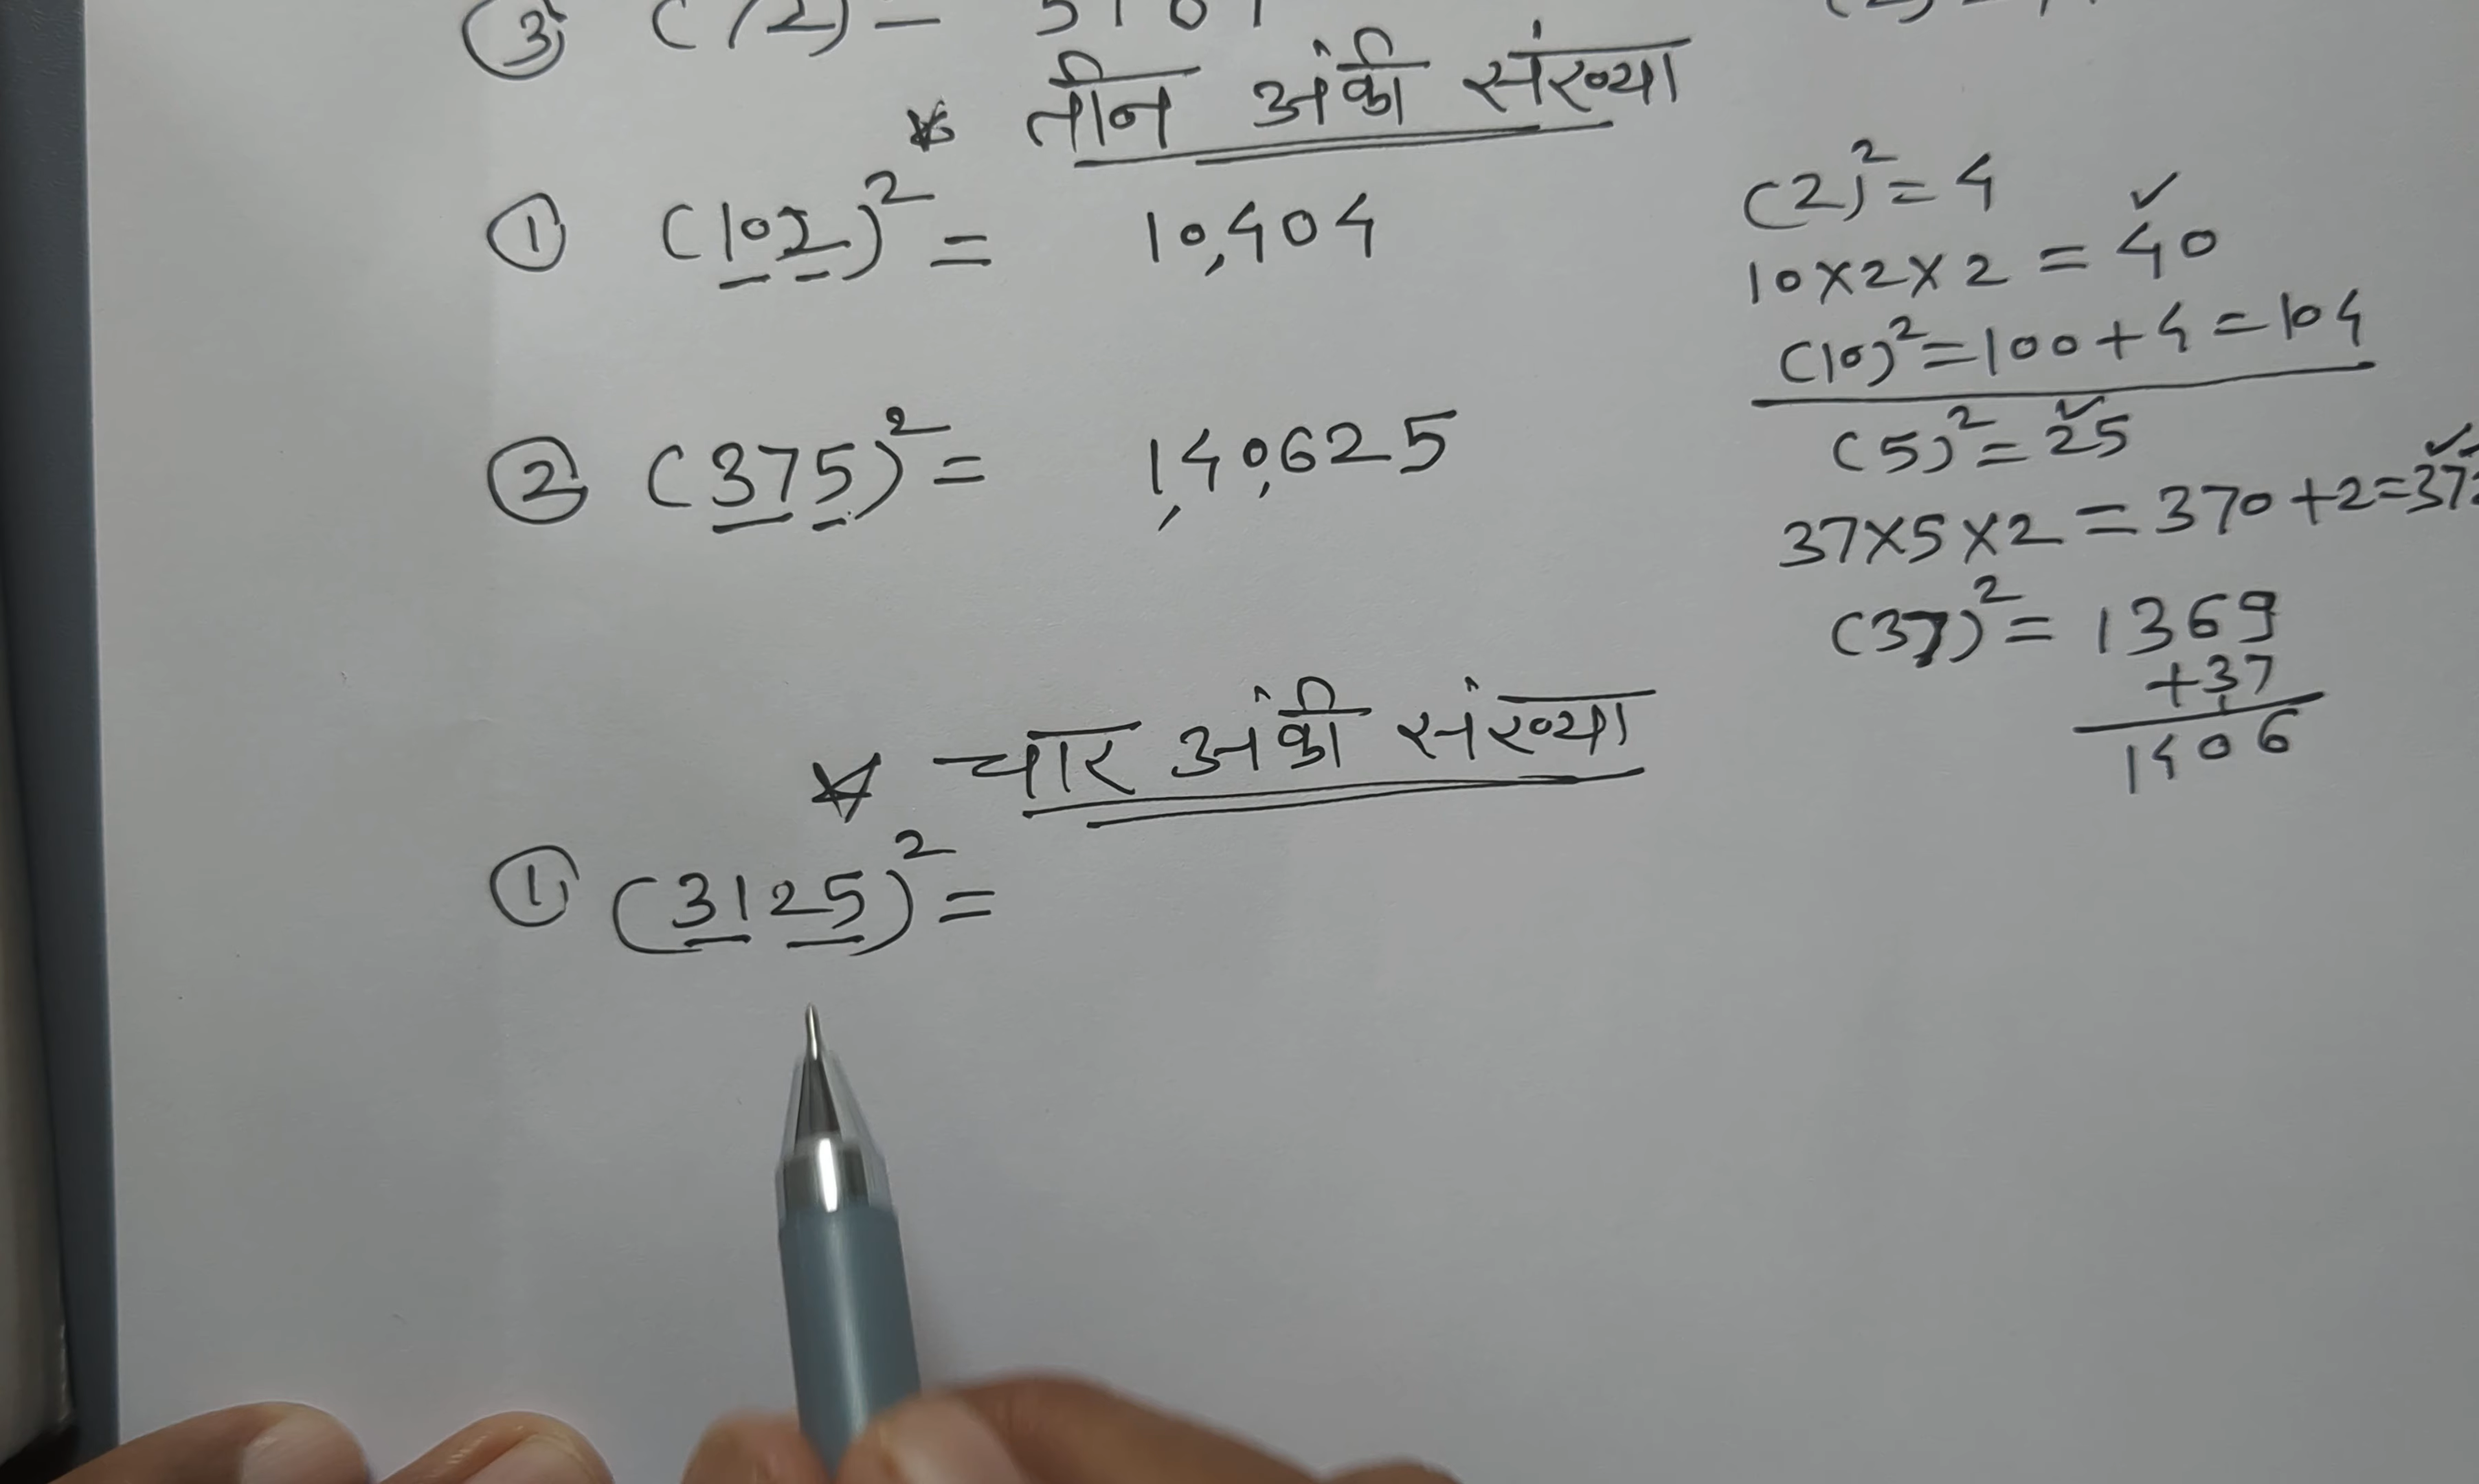 ③
* तीन अंकी संख्या
① (102)² = 10,404
(2)² = 4 ✓
10×2×2 = 40
(10)² = 100+4 = 104
② (375)² = 1,40,625
(5)² = 25 ✓
37×5×2 = 370+2=37
(37)² = 1369
+37
1406
* चार अंकी संख्या
① (3125)² =